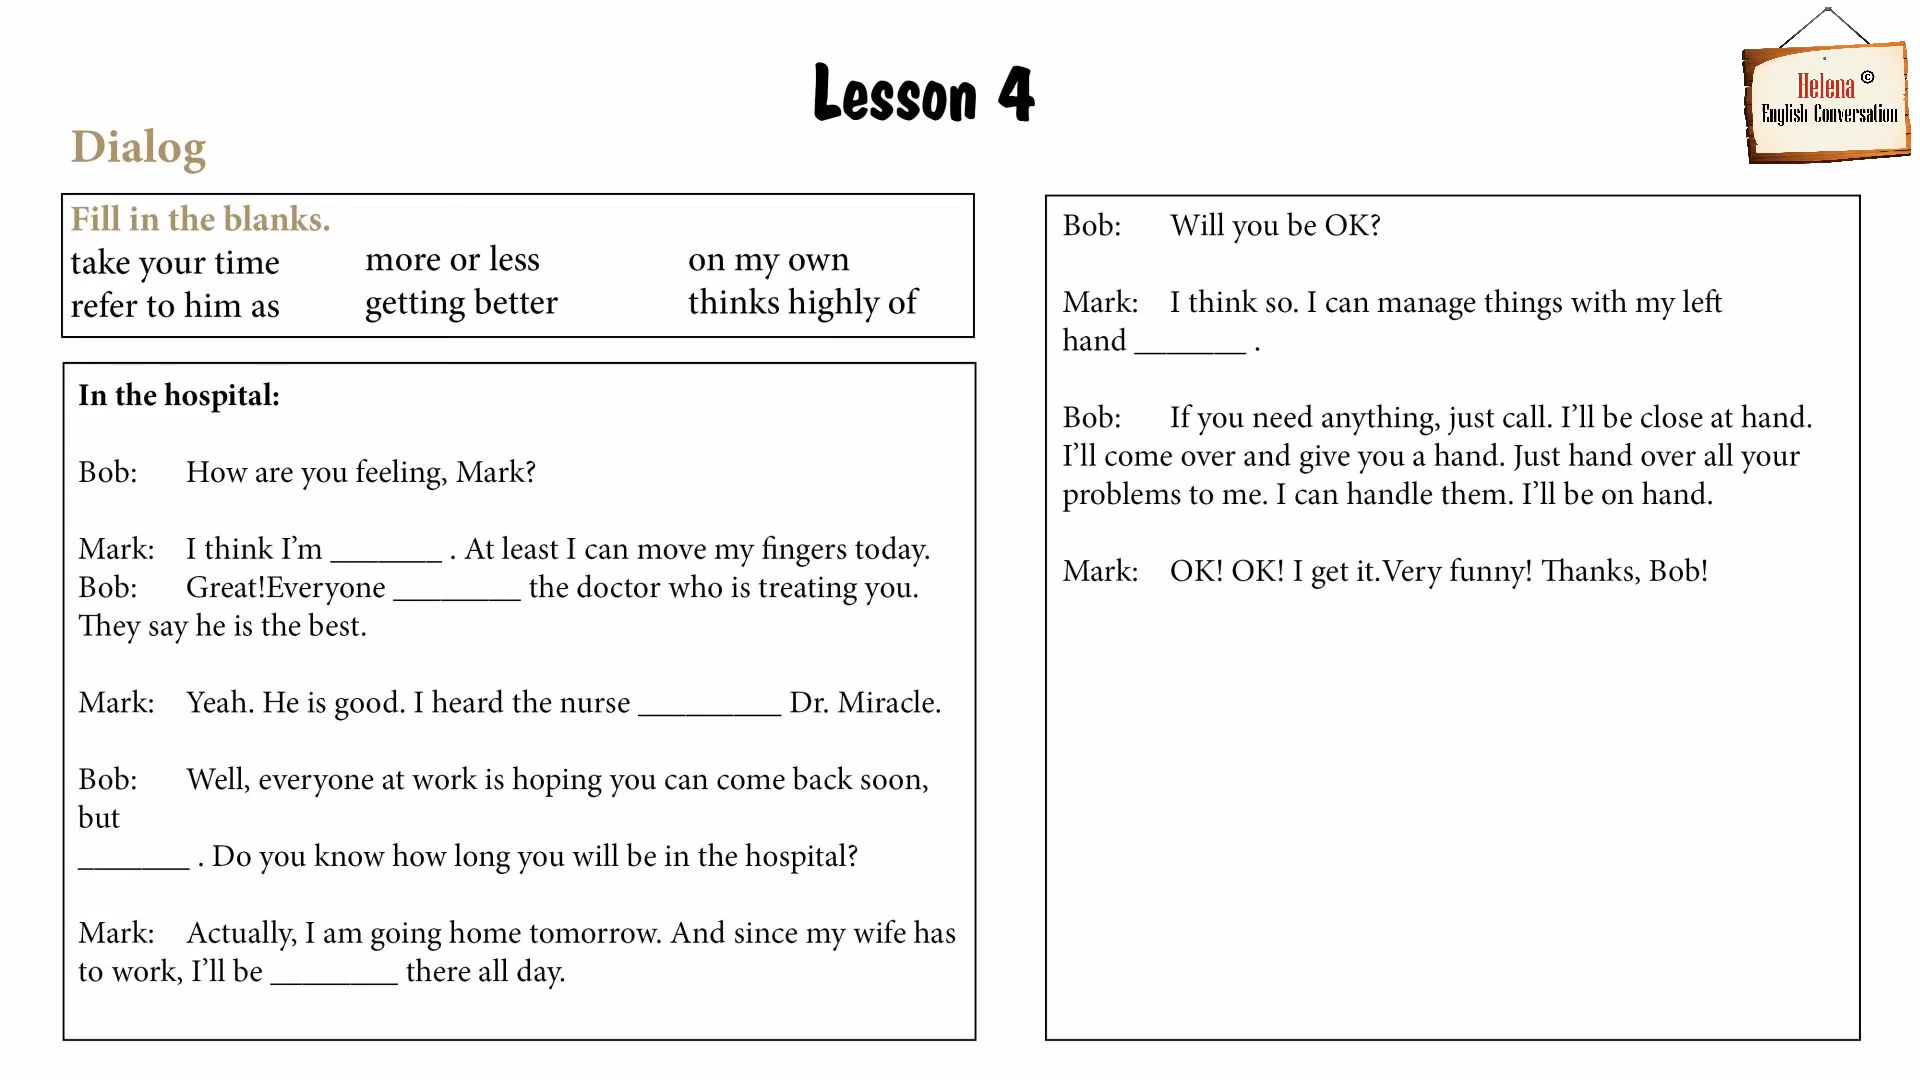 Lesson 4
Helena ©
English Conversation
Dialog
Fill in the blanks.
take your time more or less on my own
refer to him as getting better thinks highly of
In the hospital:
Bob: How are you feeling, Mark?
Mark: I think I’m _______ . At least I can move my fingers today.
Bob: Great!Everyone ________ the doctor who is treating you.
They say he is the best.
Mark: Yeah. He is good. I heard the nurse _________ Dr. Miracle.
Bob: Well, everyone at work is hoping you can come back soon,
but
_______ . Do you know how long you will be in the hospital?
Mark: Actually, I am going home tomorrow. And since my wife has
to work, I’ll be ________ there all day.
Bob: Will you be OK?
Mark: I think so. I can manage things with my left
hand _______ .
Bob: If you need anything, just call. I’ll be close at hand.
I’ll come over and give you a hand. Just hand over all your
problems to me. I can handle them. I’ll be on hand.
Mark: OK! OK! I get it.Very funny! Thanks, Bob!